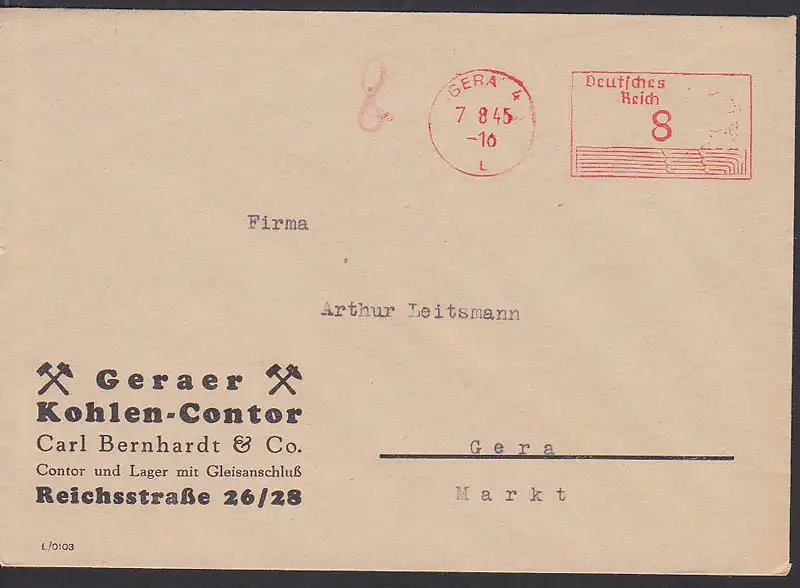 GERA 4
7 8 45
-16
L
Deutsches
Reich
8
Firma
Arthur Leitsmann
Geraer
Kohlen-Contor
Carl Bernhardt & Co.
Contor und Lager mit Gleisanschluß
Reichsstraße 26/28
Gera
Markt
L/0103